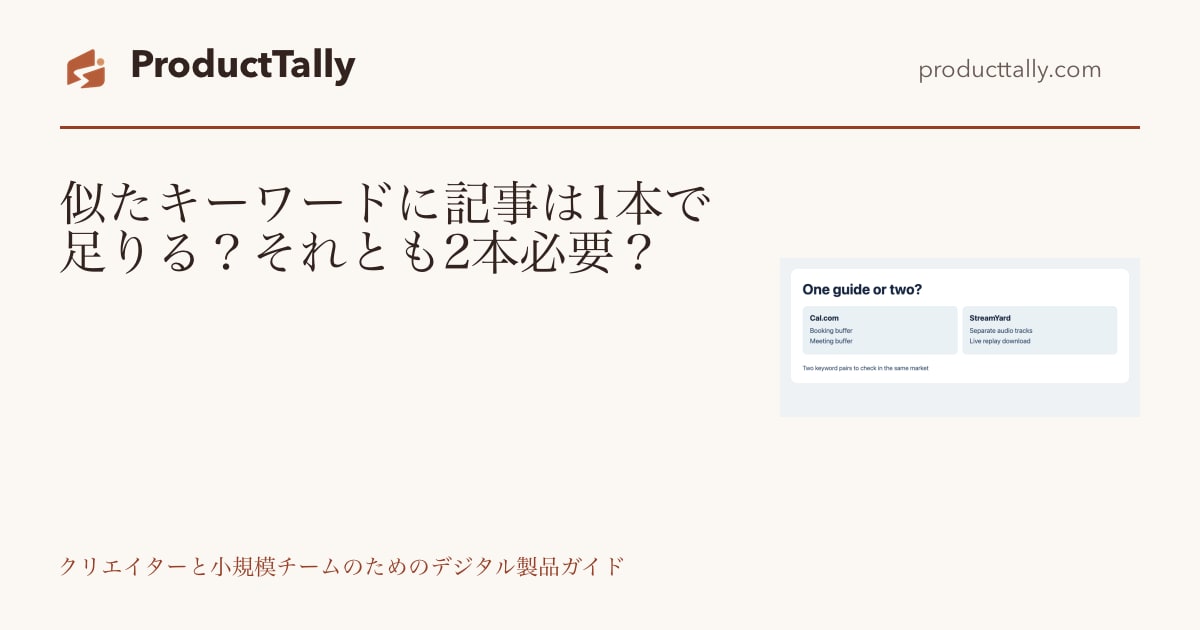 ProductTally
producttally.com
似たキーワードに記事は1本で
足りる？それとも2本必要？
One guide or two?
Cal.com
Booking buffer
Meeting buffer
StreamYard
Separate audio tracks
Live replay download
Two keyword pairs to check in the same market
クリエイターと小規模チームのためのデジタル製品ガイド